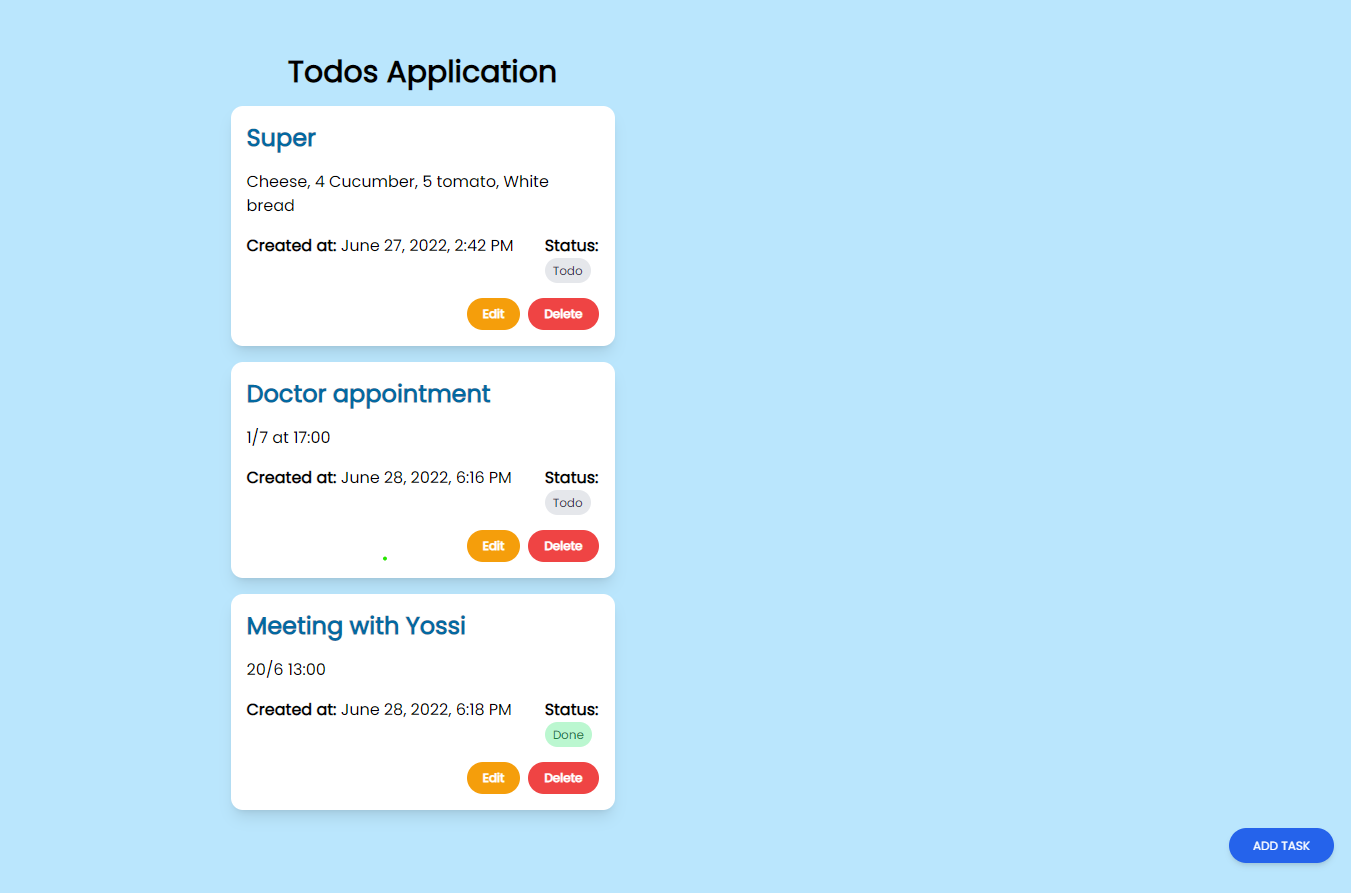 Todos Application
Super
Cheese, 4 Cucumber, 5 tomato, White
bread
Created at: June 27, 2022, 2:42 PM
Status:
Todo
Edit
Delete
Doctor appointment
1/7 at 17:00
Created at: June 28, 2022, 6:16 PM
Status:
Todo
Edit
Delete
Meeting with Yossi
20/6 13:00
Created at: June 28, 2022, 6:18 PM
Status:
Done
Edit
Delete
ADD TASK